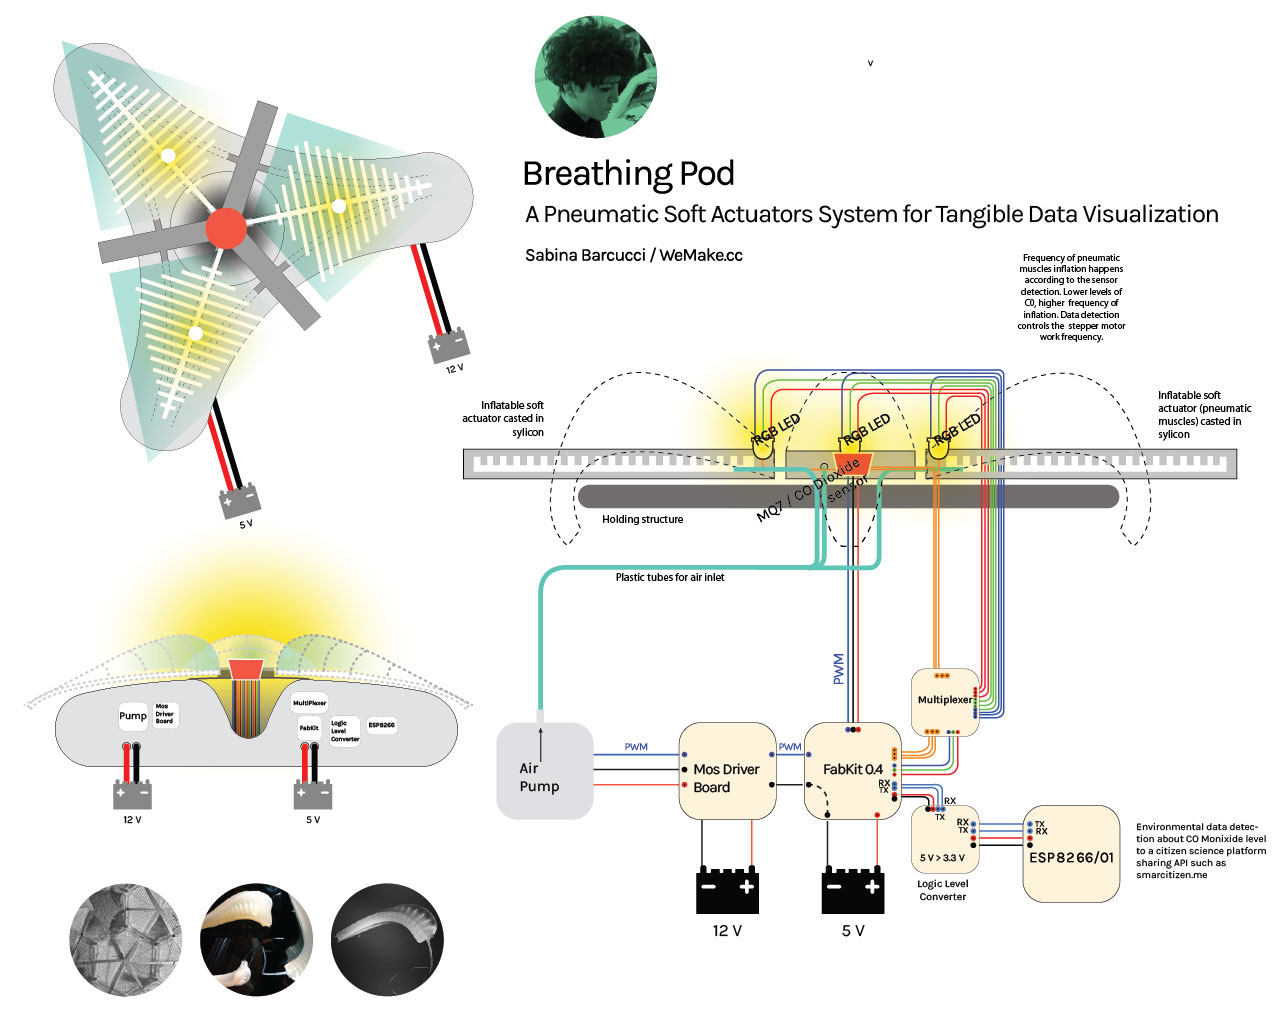 v
Breathing Pod
A Pneumatic Soft Actuators System for Tangible Data Visualization
Sabina Barcucci / WeMake.cc
Frequency of pneumatic
muscles inflation happens
according to the sensor
detection. Lower levels of
C0, higher frequency of
inflation. Data detection
controls the stepper motor
work frequency.
12 V
5 V
Inflatable soft
actuator casted in
sylicon
Inflatable soft
actuator (pneumatic
muscles) casted in
sylicon
RGB LED
RGB LED
RGB LED
MQ7 / CO Dioxide
sensor
Holding structure
Plastic tubes for air inlet
PWM
Multiplexer
Pump
Mos
Driver
Board
MultiPlexer
FabKit
Logic
Level
Converter
ESP8266
12 V
5 V
Air
Pump
PWM
Mos Driver
Board
PWM
FabKit 0.4
RX
TX
RX
TX
RX
TX
5 V > 3.3 V
Logic Level
Converter
TX
RX
ESP8266/01
Environmental data detec-
tion about CO Monixide level
to a citizen science platform
sharing API such as
smarcitizen.me
12 V
5 V